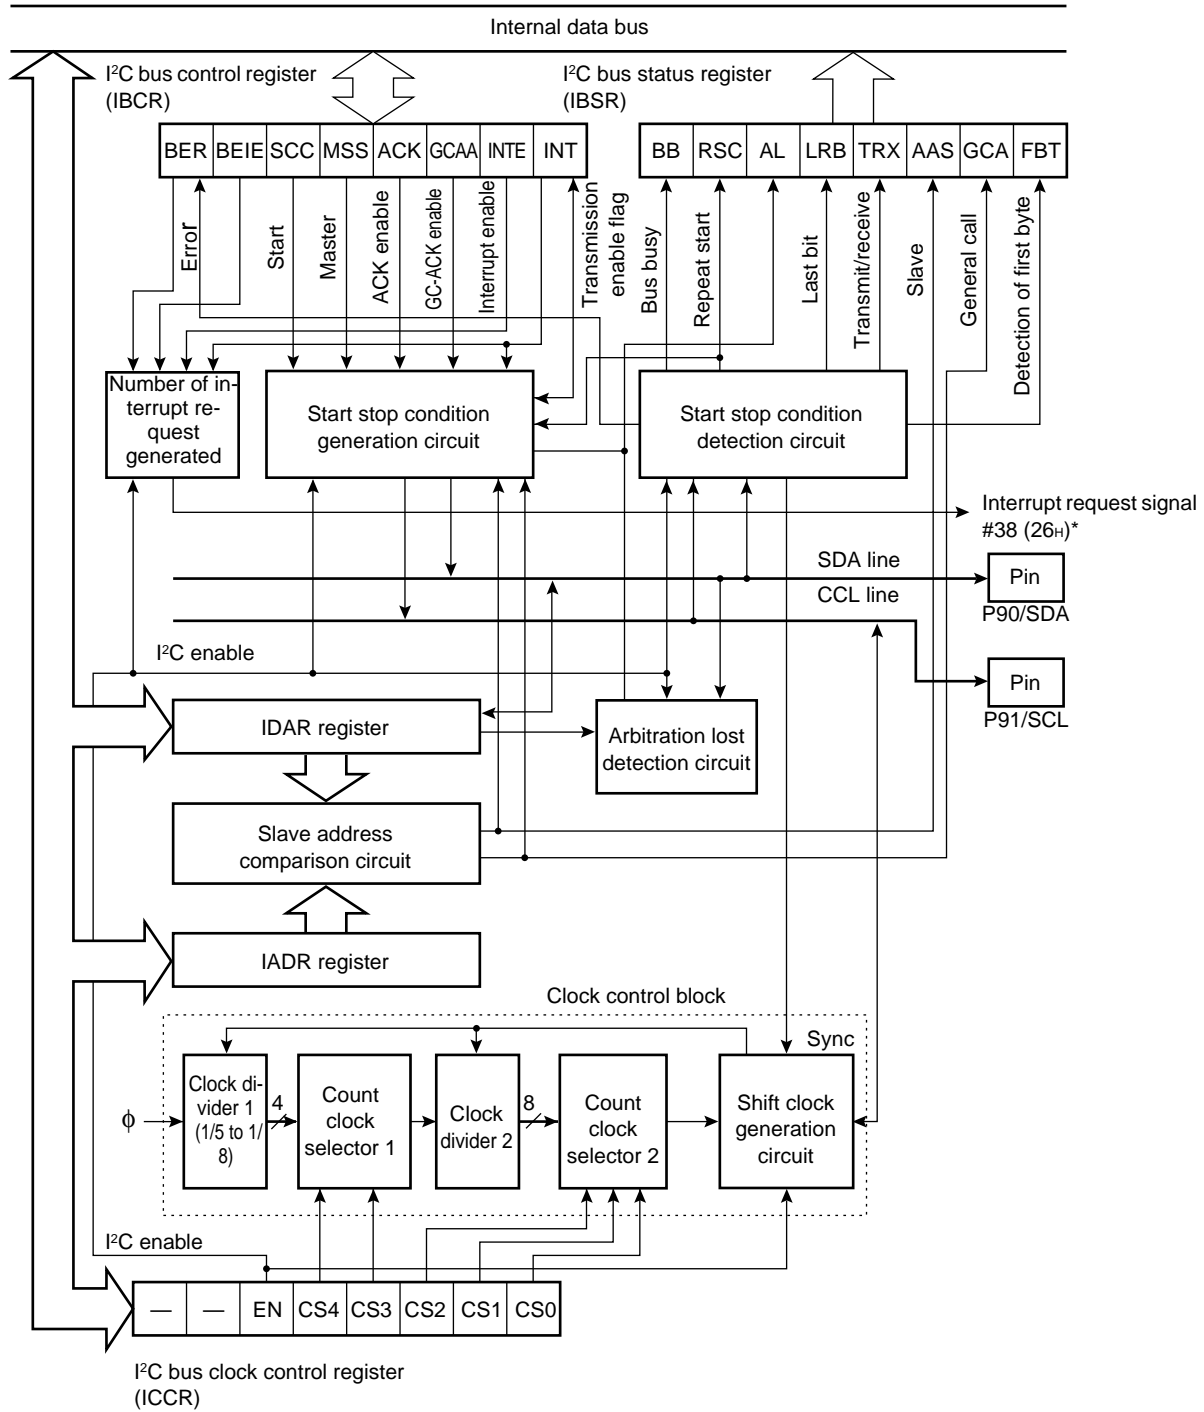 Internal data bus
I²C bus control register
(IBCR)
I²C bus status register
(IBSR)
BER BEIE SCC MSS ACK GCAA INTE INT
BB RSC AL LRB TRX AAS GCA FBT
Error
Start
Master
ACK enable
GC-ACK enable
Interrupt enable
Transmission
enable flag
Bus busy
Repeat start
Last bit
Transmit/receive
Slave
General call
Detection of first byte
Number of in-
terrupt re-
quest
generated
Start stop condition
generation circuit
Start stop condition
detection circuit
Interrupt request signal
#38 (26H)*
SDA line
Pin
P90/SDA
CCL line
I²C enable
Pin
P91/SCL
IDAR register
Arbitration lost
detection circuit
Slave address
comparison circuit
IADR register
Clock control block
Sync
φ
Clock di-
vider 1
(1/5 to 1/
8)
4
Count
clock
selector 1
Clock
divider 2
8
Count
clock
selector 2
Shift clock
generation
circuit
I²C enable
— — EN CS4 CS3 CS2 CS1 CS0
I²C bus clock control register
(ICCR)